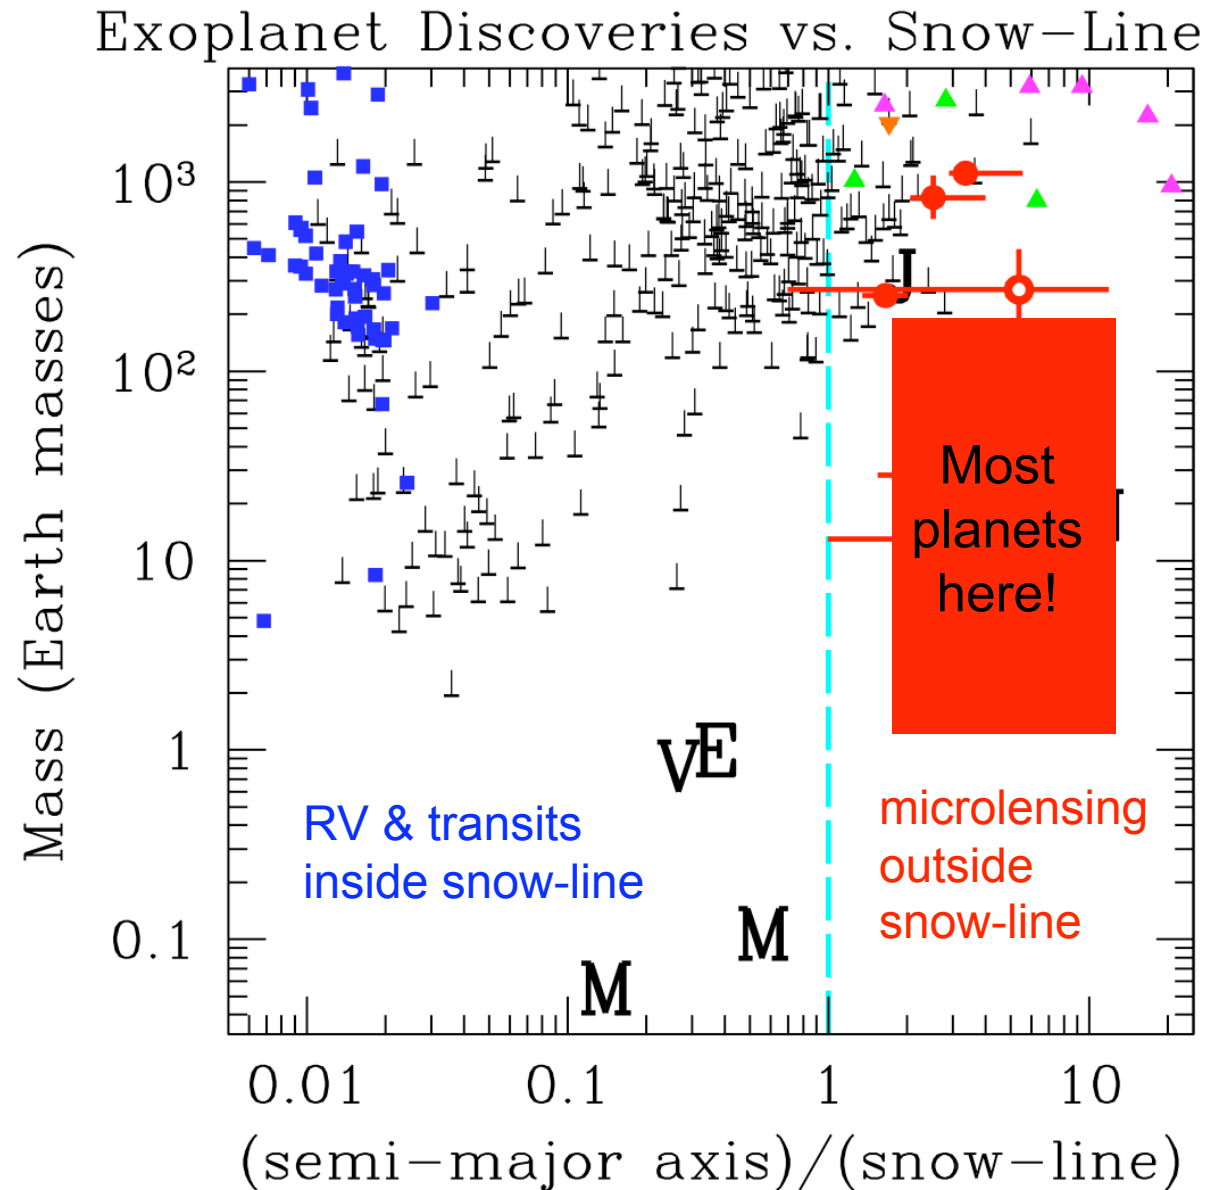 Exoplanet Discoveries vs. Snow-Line
Mass (Earth masses)
10³
10²
10
1
0.1
J
Most
planets
here!
V
E
M
M
RV & transits
inside snow-line
microlensing
outside
snow-line
0.01
0.1
1
10
(semi-major axis)/(snow-line)